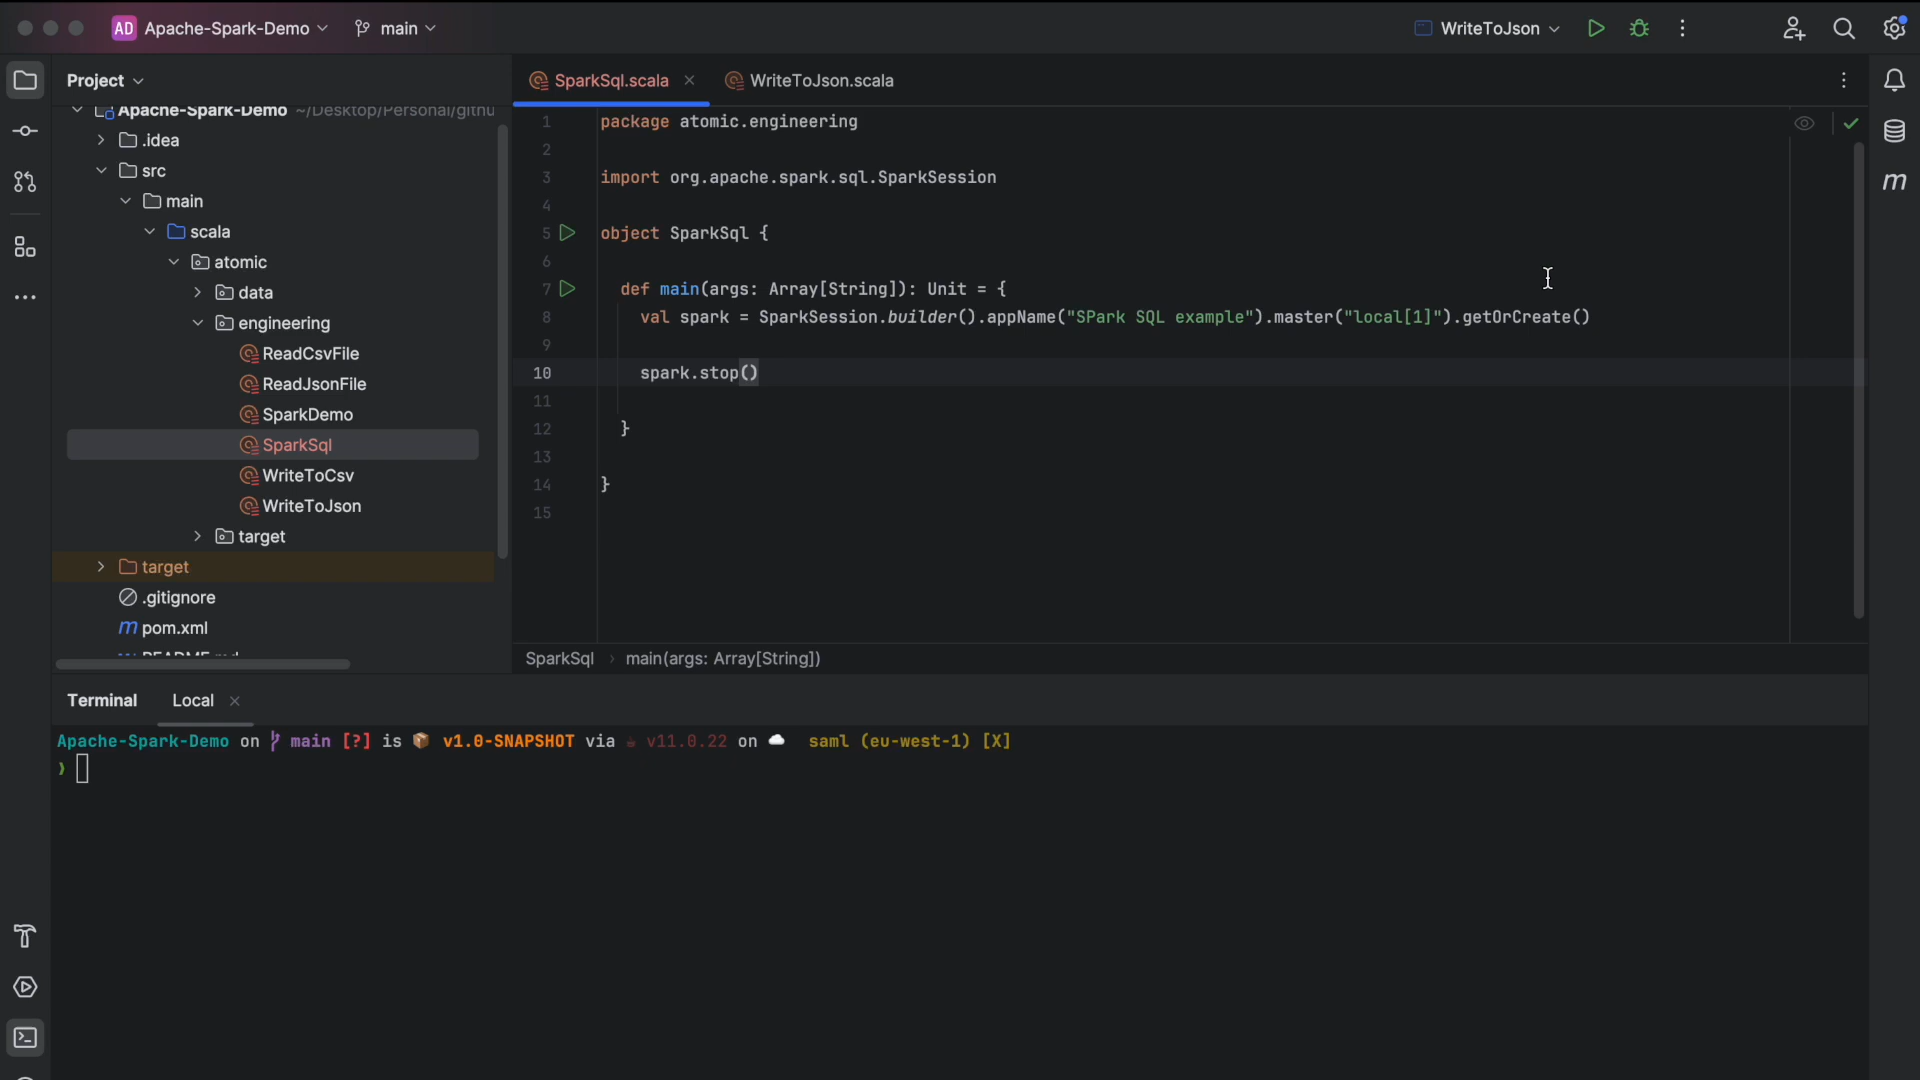 AD Apache-Spark-Demo main WriteToJson
Project
SparkSql.scala WriteToJson.scala
Apache-Spark-Demo ~/Desktop/Personal/githu
.idea
src
main
scala
atomic
data
engineering
ReadCsvFile
ReadJsonFile
SparkDemo
SparkSql
WriteToCsv
WriteToJson
target
target
.gitignore
m pom.xml
README.md
1 package atomic.engineering
2
3 import org.apache.spark.sql.SparkSession
4
5 object SparkSql {
6
7 def main(args: Array[String]): Unit = {
8 val spark = SparkSession.builder().appName("SPark SQL example").master("local[1]").getOrCreate()
9
10 spark.stop()
11
12 }
13
14 }
15
m
SparkSql › main(args: Array[String])
Terminal Local
Apache-Spark-Demo on main [?] is 📦 v1.0-SNAPSHOT via ☕ v11.0.22 on ☁️ saml (eu-west-1) [X]
❯